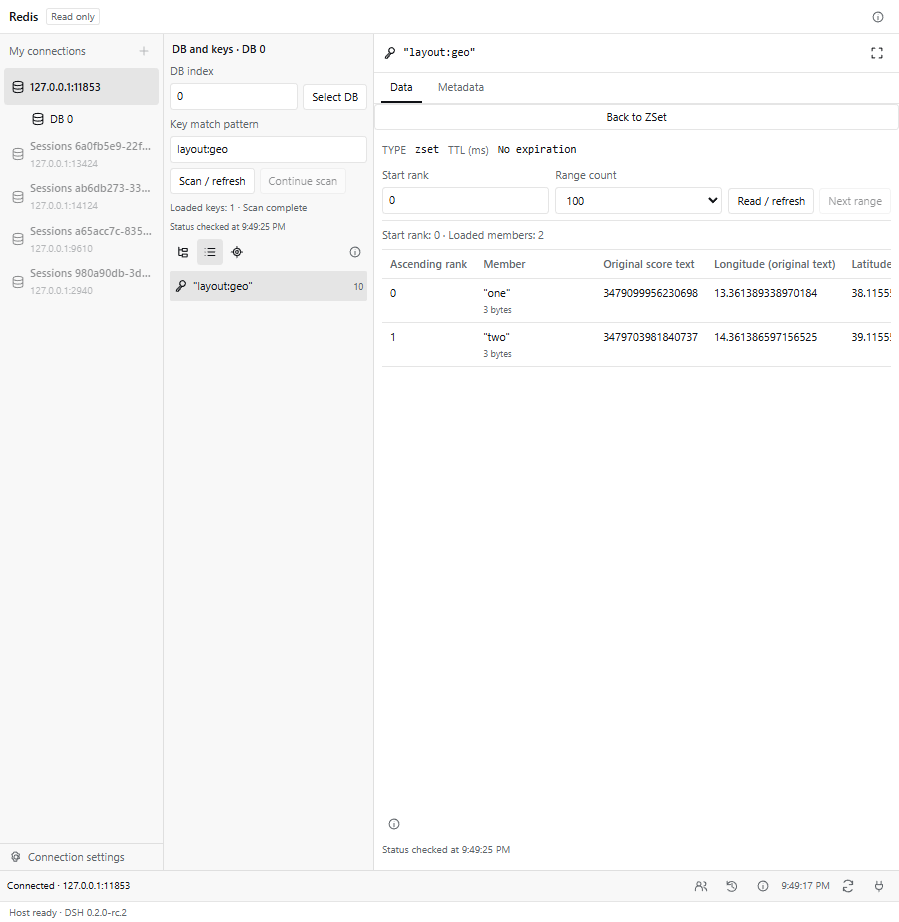 Redis Read only
My connections
127.0.0.1:11853
DB 0
Sessions 6a0fb5e9-22f...
127.0.0.1:13424
Sessions ab6db273-33...
127.0.0.1:14124
Sessions a65acc7c-835...
127.0.0.1:9610
Sessions 980a90db-3d...
127.0.0.1:2940
Connection settings
DB and keys · DB 0
DB index
0 Select DB
Key match pattern
layout:geo
Scan / refresh Continue scan
Loaded keys: 1 · Scan complete
Status checked at 9:49:25 PM
"layout:geo" 10
"layout:geo"
Data Metadata
Back to ZSet
TYPE zset TTL (ms) No expiration
Start rank Range count
0 100 Read / refresh Next range
Start rank: 0 · Loaded members: 2
Ascending rank Member Original score text Longitude (original text) Latitude
0 "one" 3479099956230698 13.361389338970184 38.1155
3 bytes
1 "two" 3479703981840737 14.361386597156525 39.1155
3 bytes
Status checked at 9:49:25 PM
Connected · 127.0.0.1:11853 9:49:17 PM
Host ready · DSH 0.2.0-rc.2